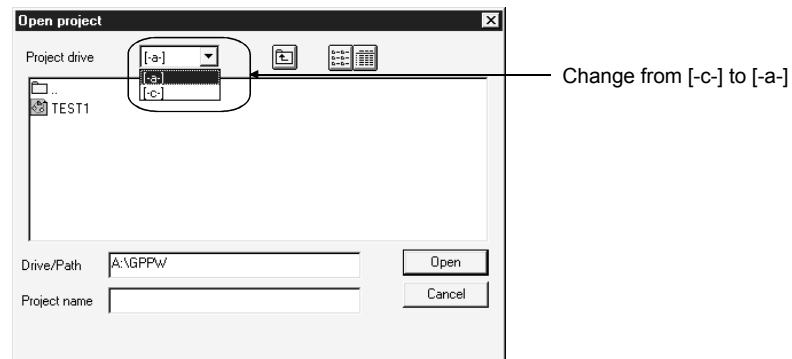 Open project
Project drive [-a-]
[-a-]
[-c-]
Change from [-c-] to [-a-]
..
TEST1
Drive/Path A:\GPPW Open
Project name Cancel